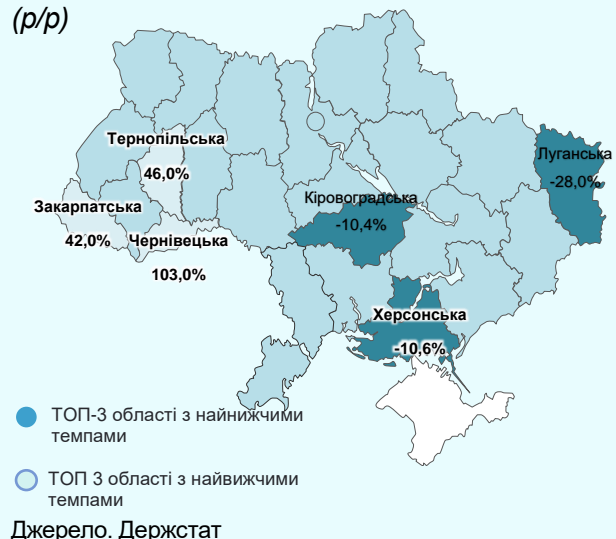 (р/р)
Тернопільська
46,0%
Луганська
-28,0%
Закарпатська
42,0%
Кіровоградська
-10,4%
Чернівецька
103,0%
Херсонська
-10,6%
ТОП-3 області з найнижчими
темпами
ТОП 3 області з найвижчими
темпами
Джерело. Держстат